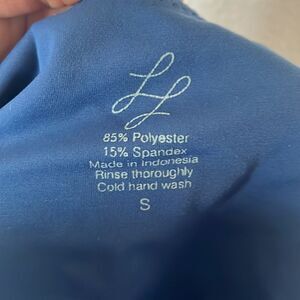 85% Polyester
15% Spandex
Made in Indonesia
Rinse thoroughly
Cold hand wash
S